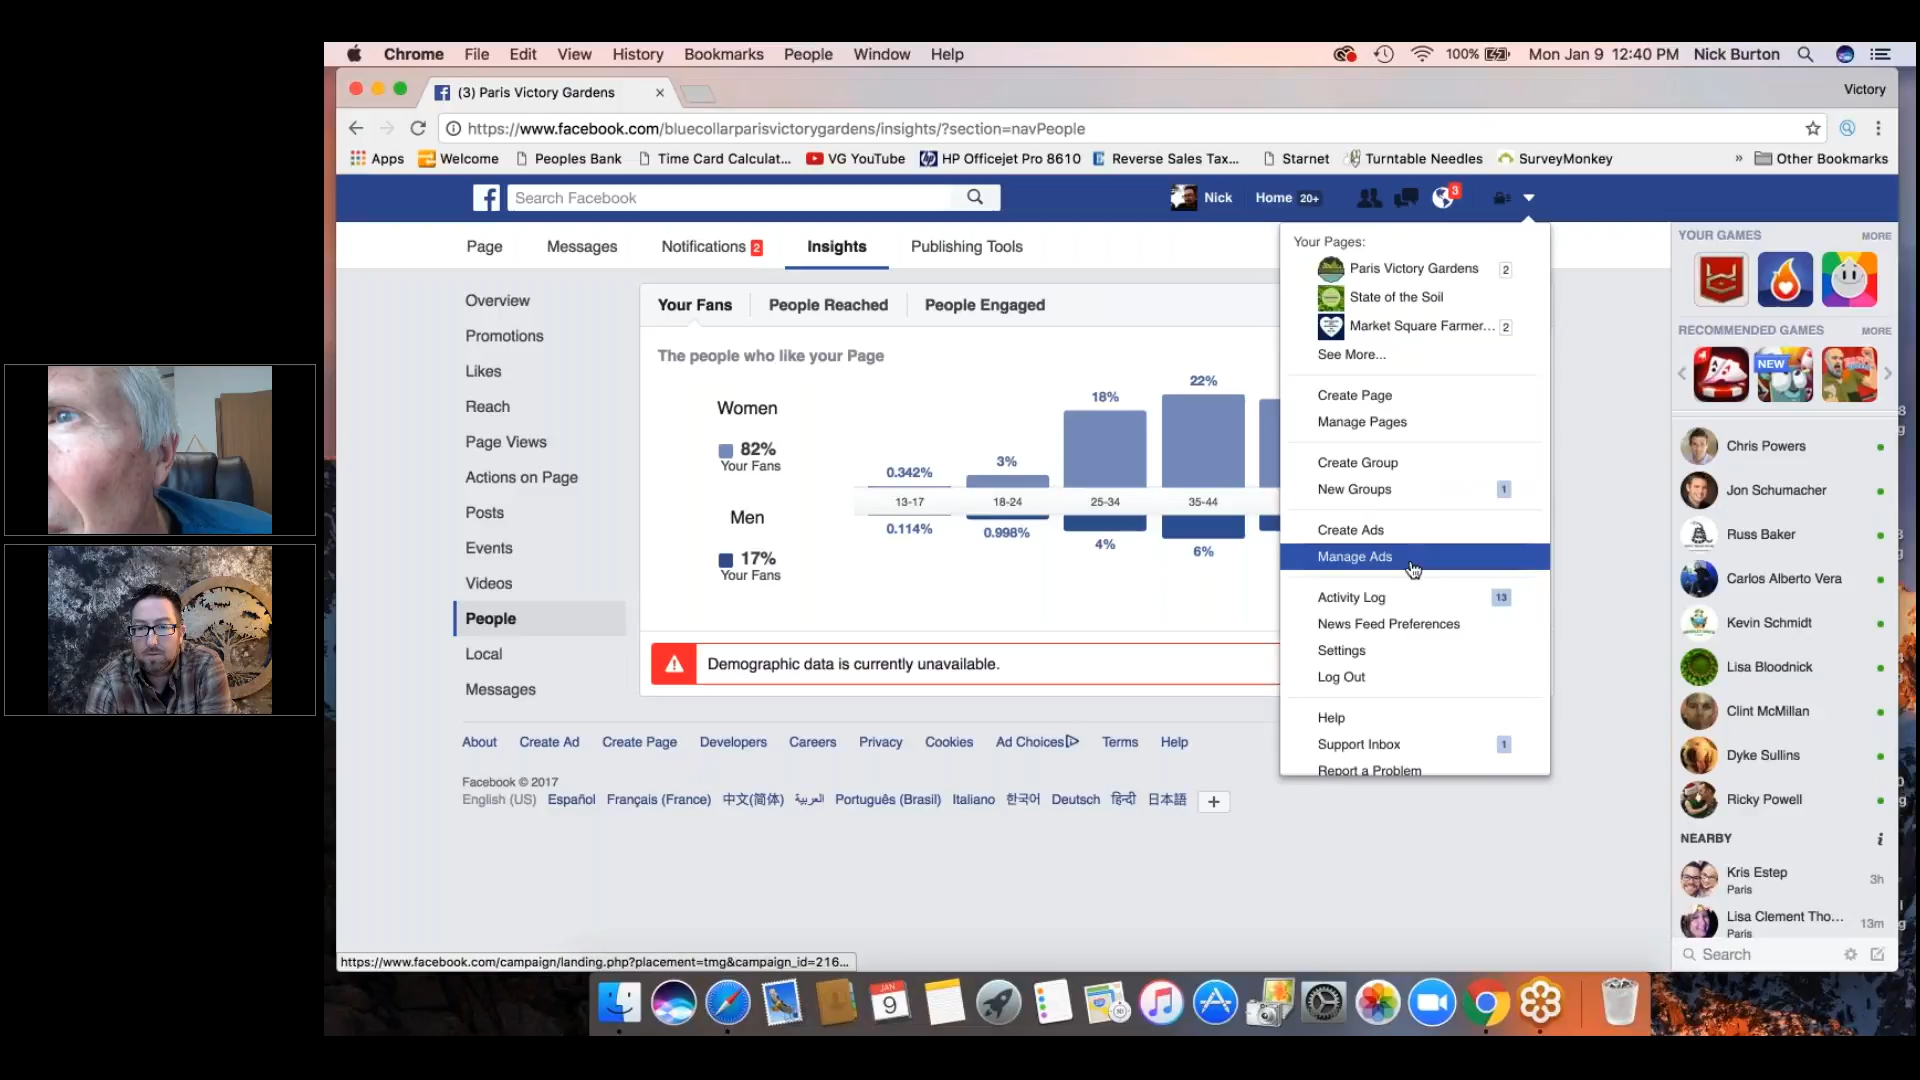 Chrome File Edit View History Bookmarks People Window Help 100% Mon Jan 9 12:40 PM Nick Burton
(3) Paris Victory Gardens Victory
https://www.facebook.com/bluecollarparisvictorygardens/insights/?section=navPeople
Apps Welcome Peoples Bank Time Card Calculat... VG YouTube HP Officejet Pro 8610 Reverse Sales Tax... Starnet Turntable Needles SurveyMonkey » Other Bookmarks
Search Facebook Nick Home 20+ 3
Page Messages Notifications 2 Insights Publishing Tools
Overview
Promotions
Likes
Reach
Page Views
Actions on Page
Posts
Events
Videos
People
Local
Messages
Your Fans People Reached People Engaged
The people who like your Page
Women
82%
Your Fans
Men
17%
Your Fans
0.342% 3% 18% 22%
13-17 18-24 25-34 35-44
0.114% 0.998% 4% 6%
Demographic data is currently unavailable.
Your Pages:
Paris Victory Gardens 2
State of the Soil
Market Square Farmer... 2
See More...
Create Page
Manage Pages
Create Group
New Groups 1
Create Ads
Manage Ads
Activity Log 13
News Feed Preferences
Settings
Log Out
Help
Support Inbox 1
Report a Problem
YOUR GAMES MORE
RECOMMENDED GAMES MORE
NEW
Chris Powers
Jon Schumacher
Russ Baker
Carlos Alberto Vera
Kevin Schmidt
Lisa Bloodnick
Clint McMillan
Dyke Sullins
Ricky Powell
NEARBY
Kris Estep 3h
Paris
Lisa Clement Tho... 13m
Paris
Search
About Create Ad Create Page Developers Careers Privacy Cookies Ad Choices Terms Help
Facebook © 2017
English (US) Español Français (France) 中文(简体) العربية Português (Brasil) Italiano 한국어 Deutsch हिन्दी 日本語 +
https://www.facebook.com/campaign/landing.php?placement=tmg&campaign_id=216...
JAN
9